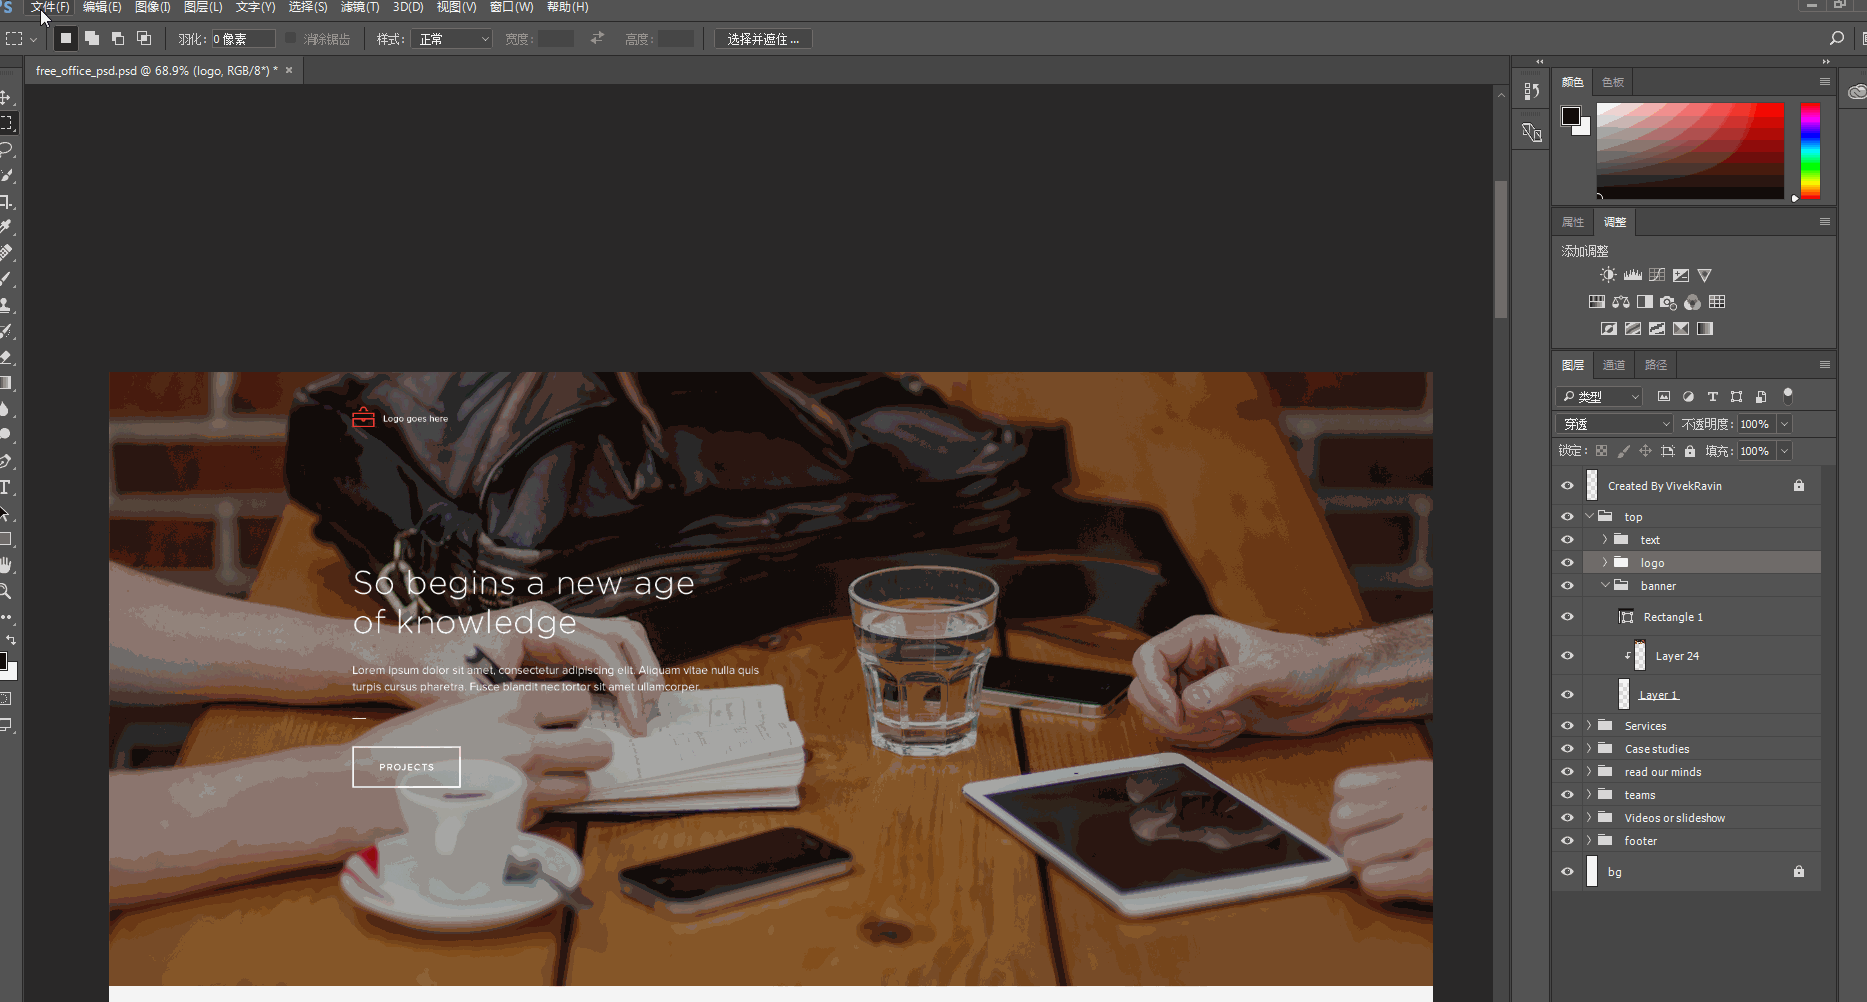 PS 文件(F) 编辑(E) 图像(I) 图层(L) 文字(Y) 选择(S) 滤镜(T) 3D(D) 视图(V) 窗口(W) 帮助(H)
羽化: 0 像素 消除锯齿 样式: 正常 宽度: 高度: 选择并遮住 ...
free_office_psd.psd @ 68.9% (logo, RGB/8*) * ×
颜色 色板
属性 调整
添加调整
图层 通道 路径
类型
穿透 不透明度: 100%
锁定: 填充: 100%
Created By VivekRavin
top
text
logo
banner
Rectangle 1
Layer 24
Layer 1
Services
Case studies
read our minds
teams
Videos or slideshow
footer
bg
Logo goes here
So begins a new age
of knowledge
Lorem ipsum dolor sit amet, consectetur adipiscing elit. Aliquam vitae nulla quis
turpis cursus pharetra. Fusce blandit nec tortor sit amet ullamcorper.
PROJECTS